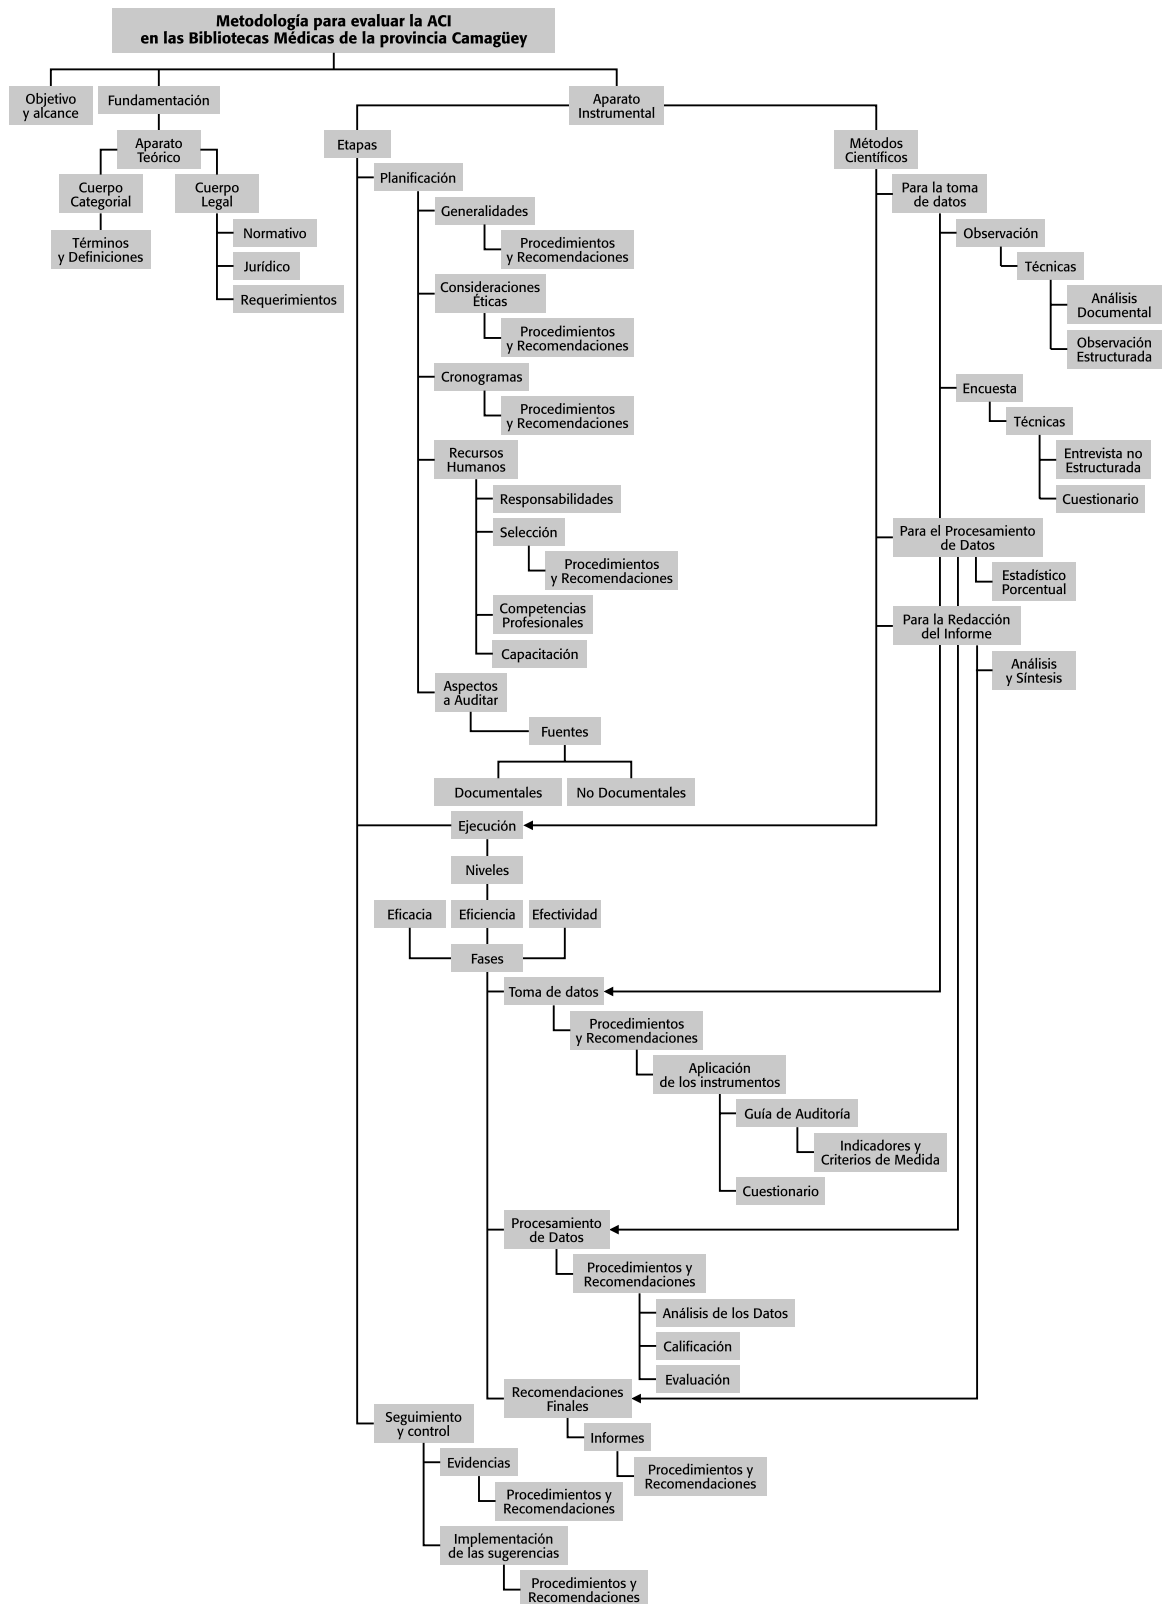 Metodología para evaluar la ACI
en las Bibliotecas Médicas de la provincia Camagüey
Objetivo
y alcance
Fundamentación
Aparato
Teórico
Cuerpo
Categorial
Términos
y Definiciones
Cuerpo
Legal
Normativo
Jurídico
Requerimientos
Aparato
Instrumental
Etapas
Planificación
Generalidades
Procedimientos
y Recomendaciones
Consideraciones
Éticas
Procedimientos
y Recomendaciones
Cronogramas
Procedimientos
y Recomendaciones
Recursos
Humanos
Responsabilidades
Selección
Procedimientos
y Recomendaciones
Competencias
Profesionales
Capacitación
Aspectos
a Auditar
Fuentes
Documentales
No Documentales
Métodos
Científicos
Para la toma
de datos
Observación
Técnicas
Análisis
Documental
Observación
Estructurada
Encuesta
Técnicas
Entrevista no
Estructurada
Cuestionario
Para el Procesamiento
de Datos
Estadístico
Porcentual
Para la Redacción
del Informe
Análisis
y Síntesis
Ejecución
Niveles
Eficacia
Eficiencia
Efectividad
Fases
Toma de datos
Procedimientos
y Recomendaciones
Aplicación
de los instrumentos
Guía de Auditoría
Indicadores y
Criterios de Medida
Cuestionario
Procesamiento
de Datos
Procedimientos y
Recomendaciones
Análisis de los Datos
Calificación
Evaluación
Recomendaciones
Finales
Informes
Procedimientos y
Recomendaciones
Seguimiento
y control
Evidencias
Procedimientos y
Recomendaciones
Implementación
de las sugerencias
Procedimientos y
Recomendaciones